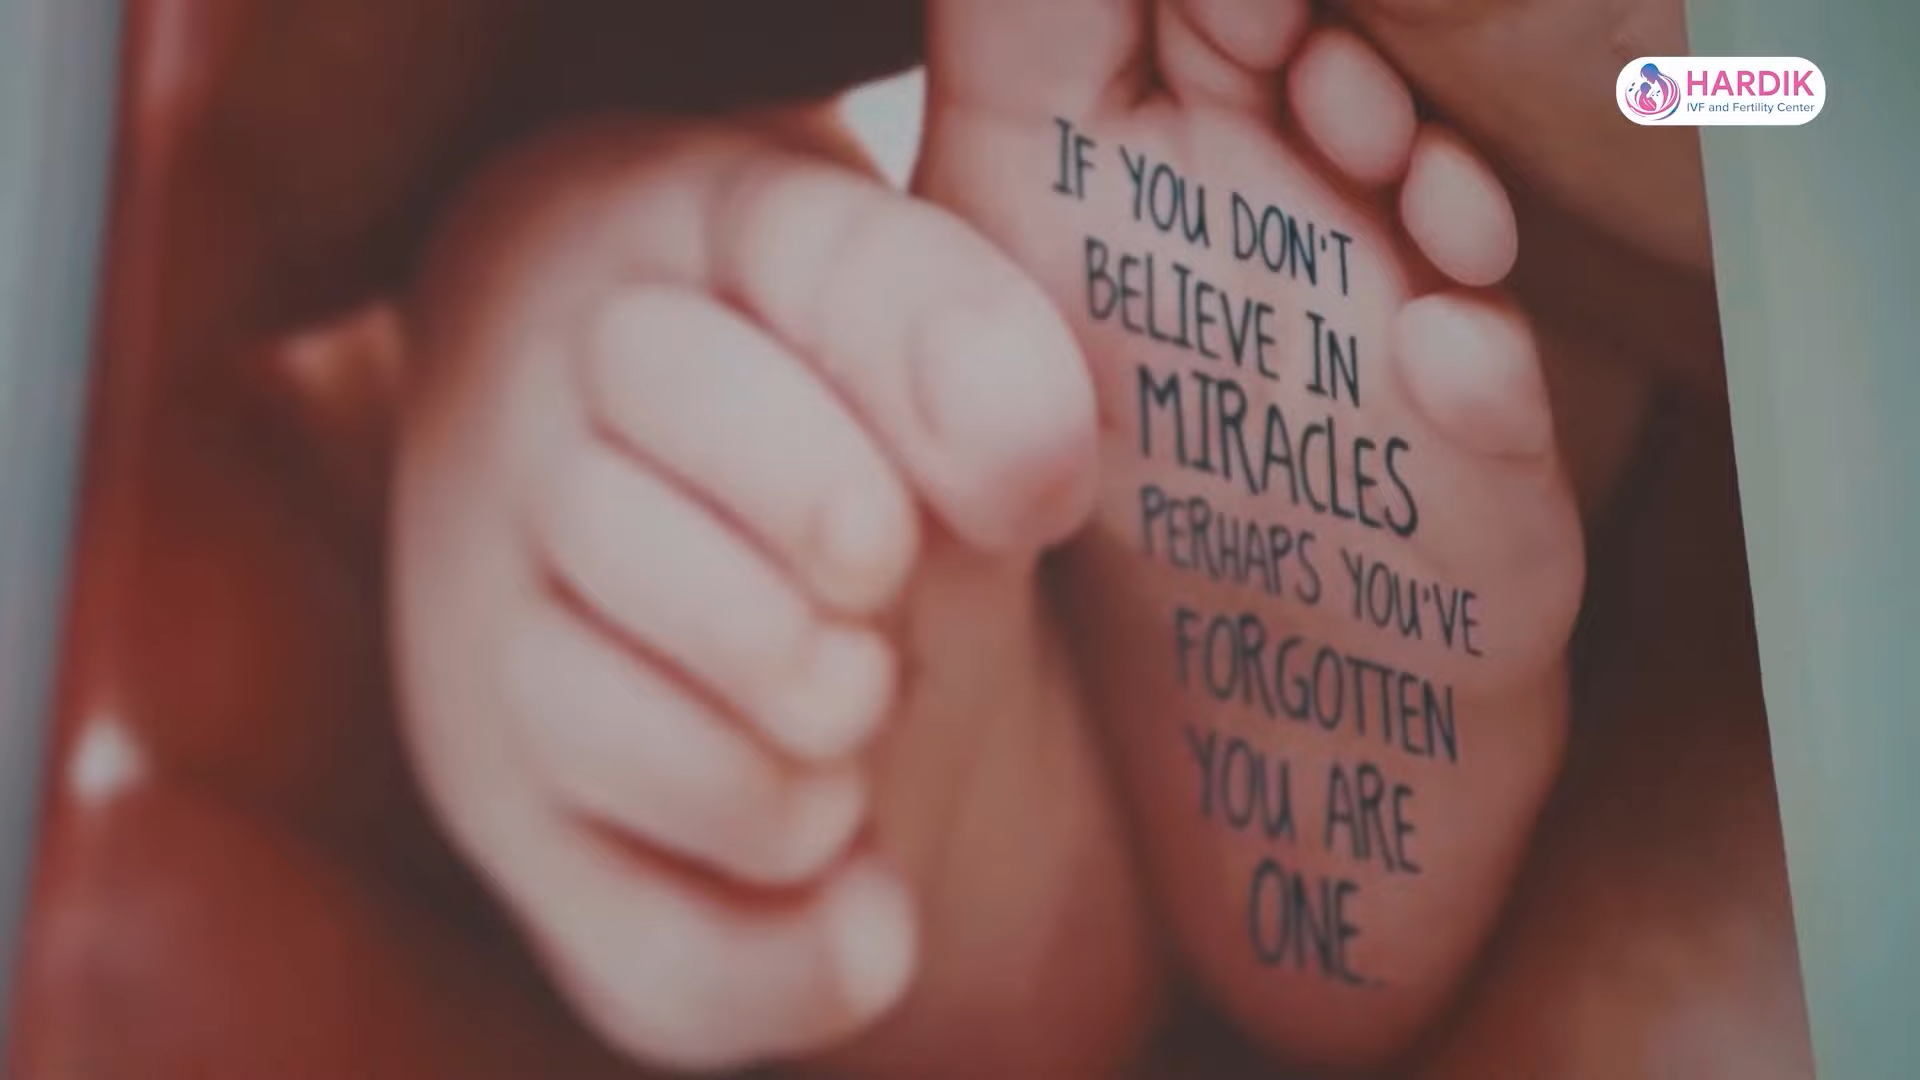 HARDIK
IVF and Fertility Center
IF YOU DON'T
BELIEVE IN
MIRACLES
PERHAPS YOU'VE
FORGOTTEN
YOU ARE
ONE.